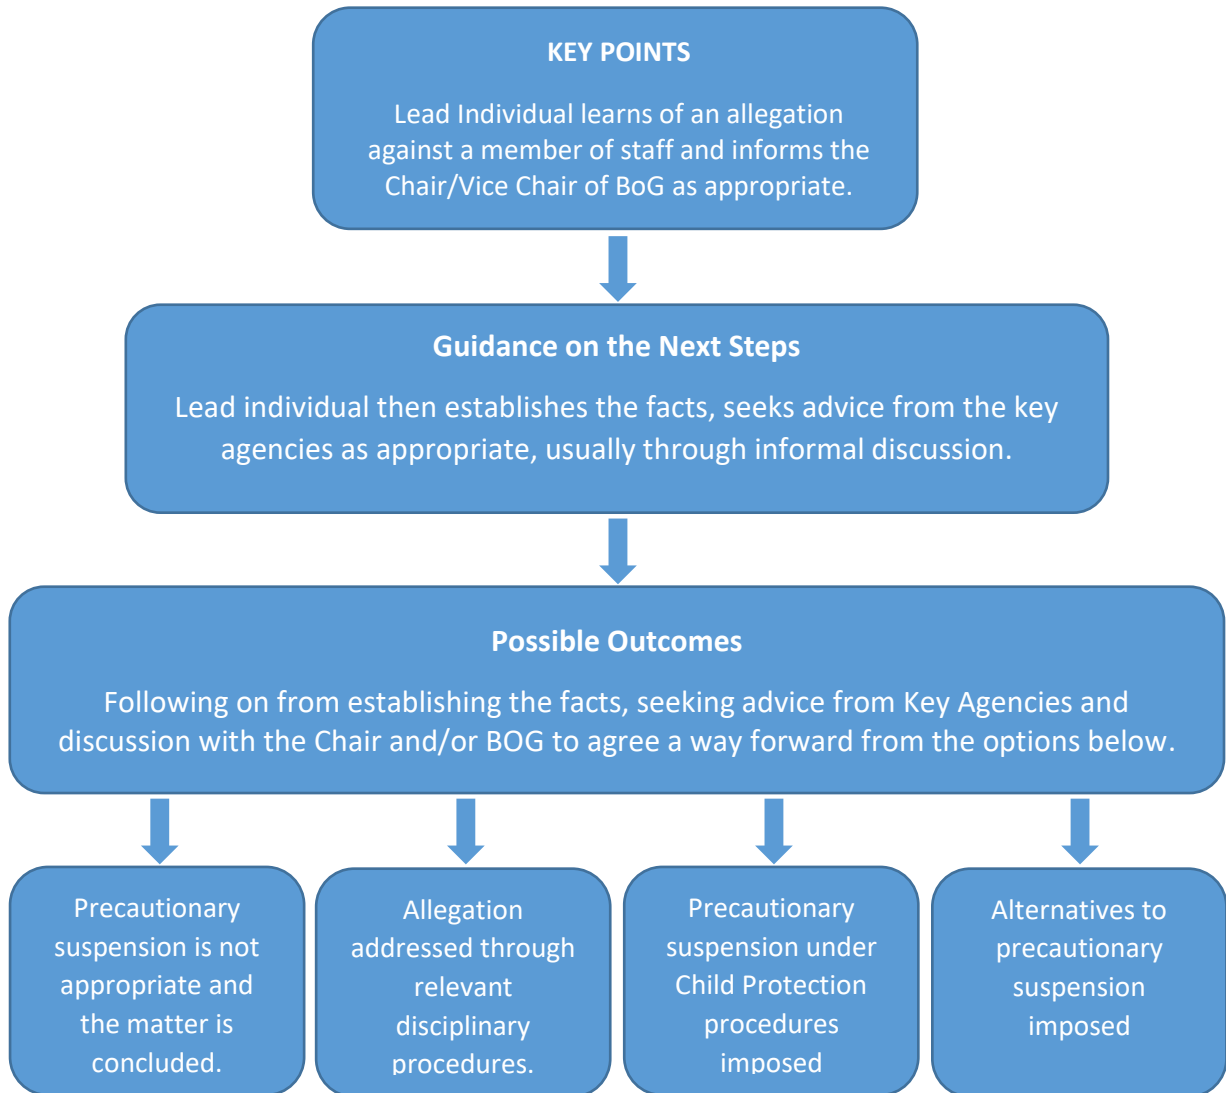 KEY POINTS
Lead Individual learns of an allegation
against a member of staff and informs the
Chair/Vice Chair of BoG as appropriate.
Guidance on the Next Steps
Lead individual then establishes the facts, seeks advice from the key
agencies as appropriate, usually through informal discussion.
Possible Outcomes
Following on from establishing the facts, seeking advice from Key Agencies and
discussion with the Chair and/or BOG to agree a way forward from the options below.
Precautionary
suspension is not
appropriate and
the matter is
concluded.
Allegation
addressed through
relevant
disciplinary
procedures.
Precautionary
suspension under
Child Protection
procedures
imposed
Alternatives to
precautionary
suspension
imposed